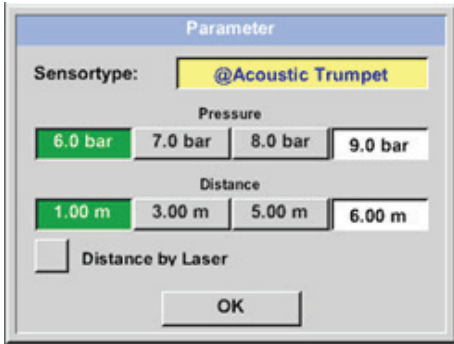 Parameter
Sensortype: @Acoustic Trumpet
Pressure
6.0 bar 7.0 bar 8.0 bar 9.0 bar
Distance
1.00 m 3.00 m 5.00 m 6.00 m
Distance by Laser
OK